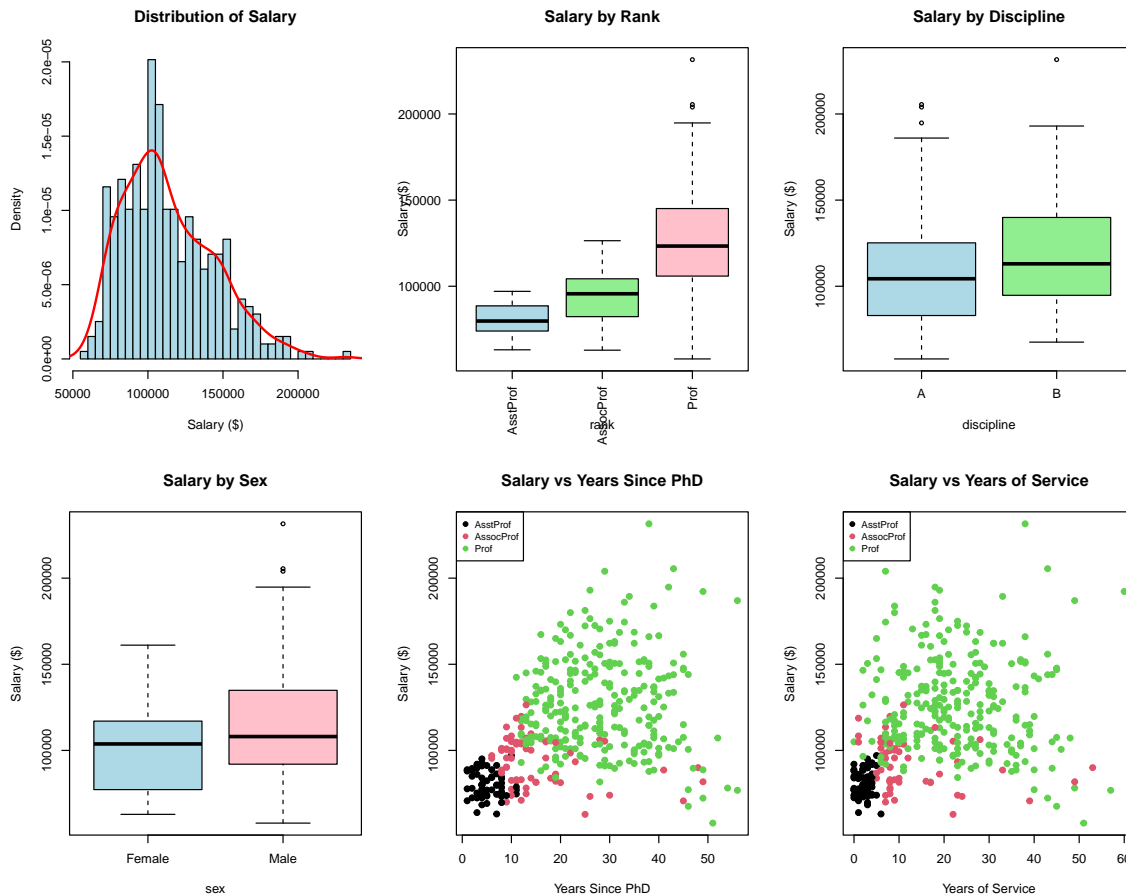 Distribution of Salary
Density
0.0e+00 5.0e-06 1.0e-05 1.5e-05 2.0e-05
50000 100000 150000 200000
Salary ($)
Salary by Rank
Salary ($)
100000 150000 200000
AsstProf AssocProf Prof
rank
Salary by Discipline
Salary ($)
100000 150000 200000
A B
discipline
Salary by Sex
Salary ($)
100000 150000 200000
Female Male
sex
Salary vs Years Since PhD
AsstProf
AssocProf
Prof
Salary ($)
100000 150000 200000
0 10 20 30 40 50
Years Since PhD
Salary vs Years of Service
AsstProf
AssocProf
Prof
Salary ($)
100000 150000 200000
0 10 20 30 40 50 60
Years of Service